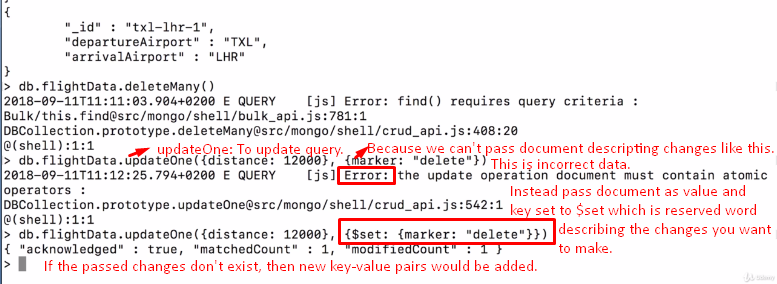 {
"_id" : "txl-lhr-1",
"departureAirport" : "TXL",
"arrivalAirport" : "LHR"
}
> db.flightData.deleteMany()
2018-09-11T11:11:03.904+0200 E QUERY    [js] Error: find() requires query criteria :
Bulk/this.find@src/mongo/shell/bulk_api.js:781:1
DBCollection.prototype.deleteMany@src/mongo/shell/crud_api.js:408:20
@(shell):1:1
updateOne: To update query.
Because we can't pass document descripting changes like this.
> db.flightData.updateOne({distance: 12000}, {marker: "delete"})
This is incorrect data.
2018-09-11T11:12:25.794+0200 E QUERY    [js] Error: the update operation document must contain atomic
operators :
DBCollection.prototype.updateOne@src/mongo/shell/crud_api.js:542:1
@(shell):1:1
Instead pass document as value and
key set to $set which is reserved word
describing the changes you want
to make.
> db.flightData.updateOne({distance: 12000}, {$set: {marker: "delete"}})
{ "acknowledged" : true, "matchedCount" : 1, "modifiedCount" : 1 }
>
If the passed changes don't exist, then new key-value pairs would be added.
Udemy